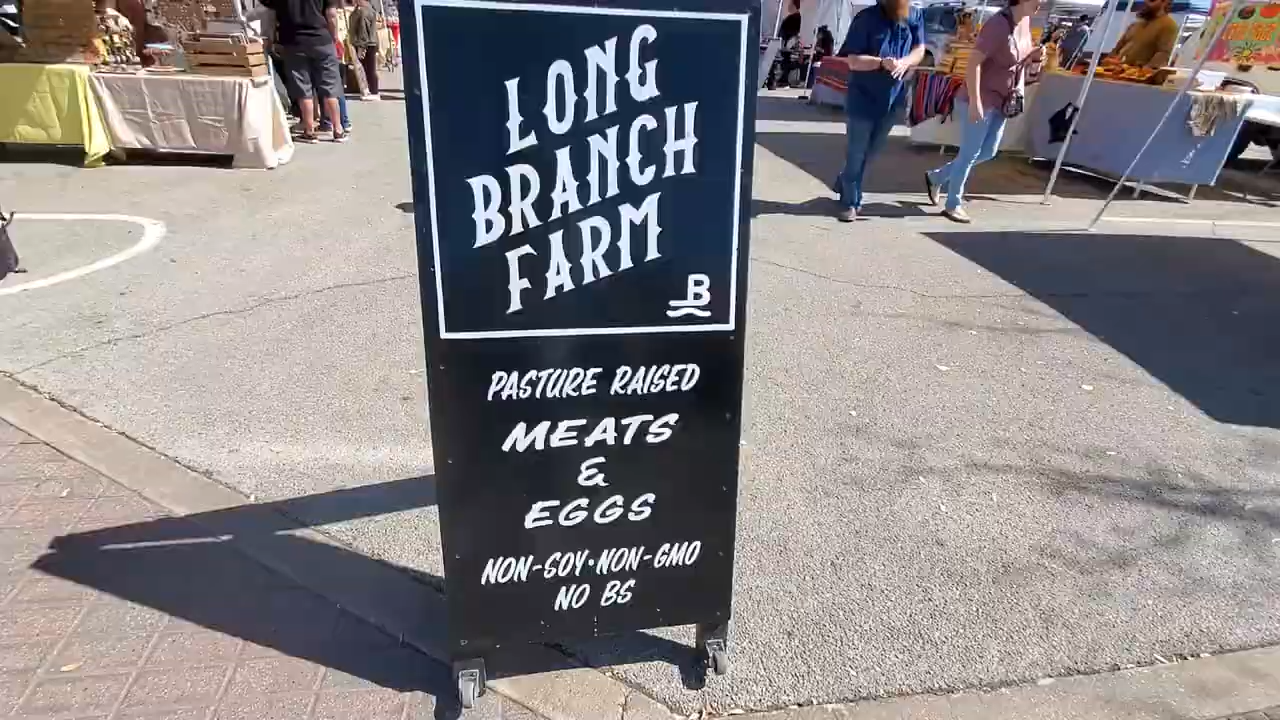 LONG
BRANCH
FARM
B
PASTURE RAISED
MEATS
&
EGGS
NON-SOY•NON-GMO
NO BS